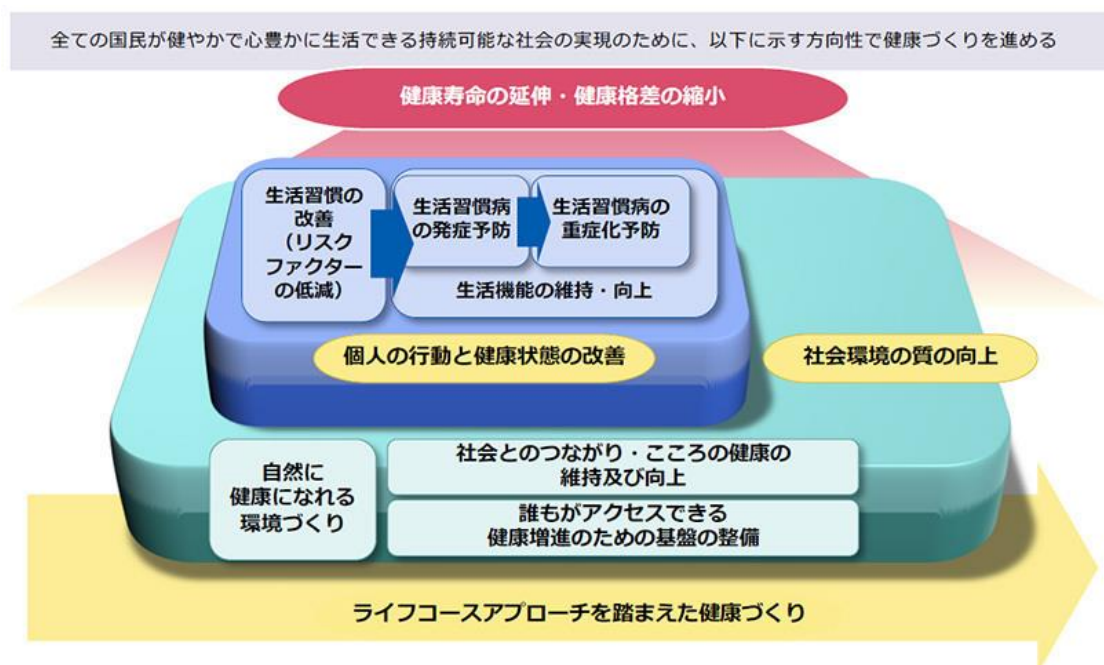 全ての国民が健やかで心豊かに生活できる持続可能な社会の実現のために、以下に示す方向性で健康づくりを進める
健康寿命の延伸・健康格差の縮小
生活習慣の
改善
（リスク
ファクター
の低減）
生活習慣病
の発症予防
生活習慣病の
重症化予防
生活機能の維持・向上
個人の行動と健康状態の改善
社会環境の質の向上
自然に
健康になれる
環境づくり
社会とのつながり・こころの健康の
維持及び向上
誰もがアクセスできる
健康増進のための基盤の整備
ライフコースアプローチを踏まえた健康づくり